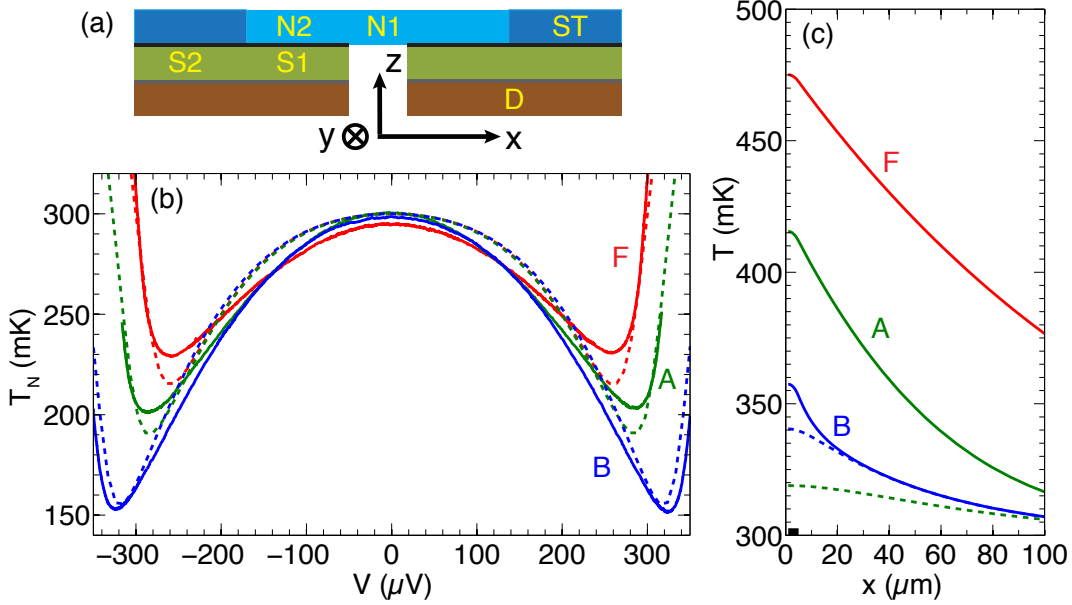 (a)
N2 N1 ST
S2 S1
z
D
y x
(b)
F
A
B
300
250
200
150
T_N (mK)
−300 −200 −100 0 100 200 300
V (μV)
(c)
F
A
B
500
450
400
350
300
T (mK)
0 20 40 60 80 100
x (μm)